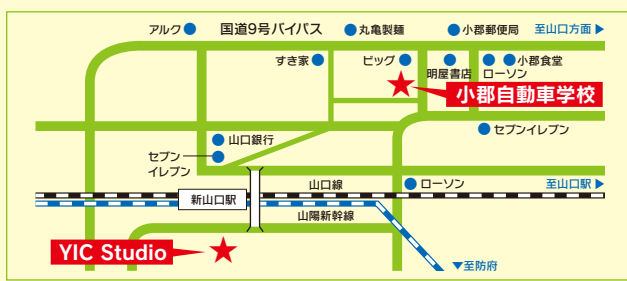 アルク
国道9号バイパス
丸亀製麺
小郡郵便局
至山口方面 ▶
すき家
ビッグ
明屋書店
ローソン
小郡食堂
小郡自動車学校
セブンイレブン
山口銀行
セブン
イレブン
山口線
ローソン
至山口駅 ▶
新山口駅
山陽新幹線
YIC Studio
▼至防府